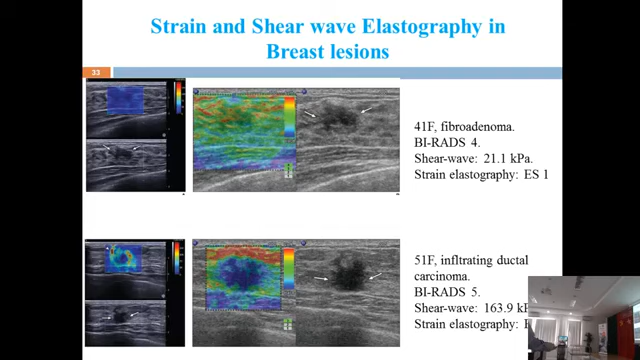 Strain and Shear wave Elastography in
Breast lesions
33
41F, fibroadenoma.
BI-RADS 4.
Shear-wave: 21.1 kPa.
Strain elastography: ES 1
51F, infltrating ductal
carcinoma.
BI-RADS 5.
Shear-wave: 163.9
Strain elastography: